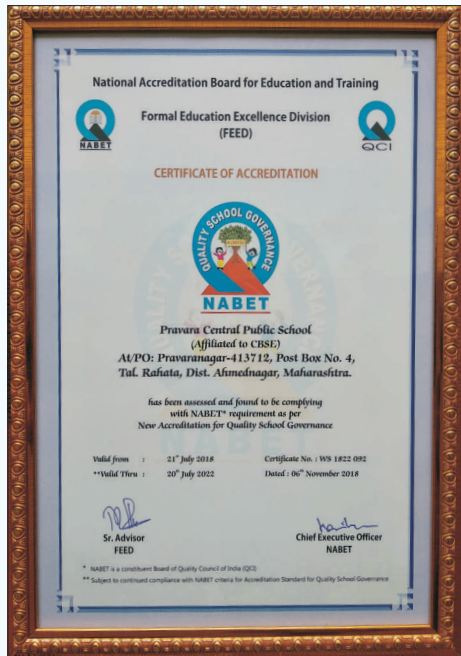 National Accreditation Board for Education and Training
Formal Education Excellence Division
(FEED)
NABET
QCI
CERTIFICATE OF ACCREDITATION
QUALITY SCHOOL GOVERNANCE
NABET
Pravara Central Public School
(Affiliated to CBSE)
At/PO: Pravaranagar-413712, Post Box No. 4,
Tal. Rahata, Dist. Ahmednagar, Maharashtra.
has been assessed and found to be complying
with NABET* requirement as per
New Accreditation for Quality School Governance
Valid from : 21st July 2018 Certificate No. : WS 1822 092
**Valid Thru : 20th July 2022 Dated : 06th November 2018
Sr. Advisor
FEED
Chief Executive Officer
NABET
* NABET is a constituent Board of Quality Council of India (QCI)
** Subject to continued compliance with NABET criteria for Accreditation Standard for Quality School Governance